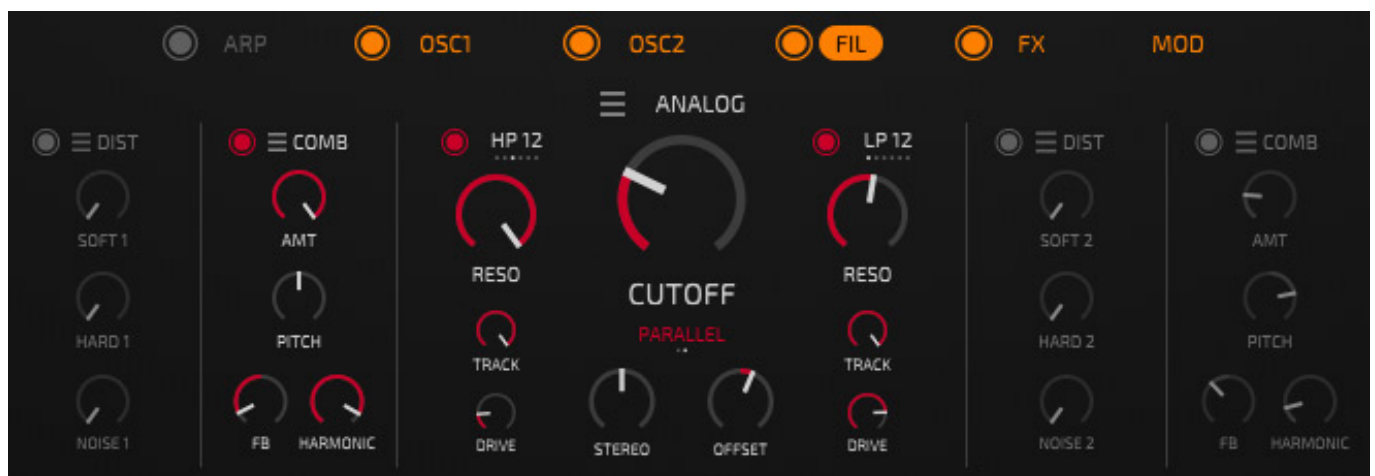 ARP OSC1 OSC2 FIL FX MOD
ANALOG
DIST COMB HP 12 LP 12 DIST COMB
SOFT 1 AMT RESO RESO SOFT 2 AMT
CUTOFF
HARD 1 PITCH TRACK PARALLEL TRACK HARD 2 PITCH
NOISE 1 FB HARMONIC DRIVE STEREO OFFSET DRIVE NOISE 2 FB HARMONIC